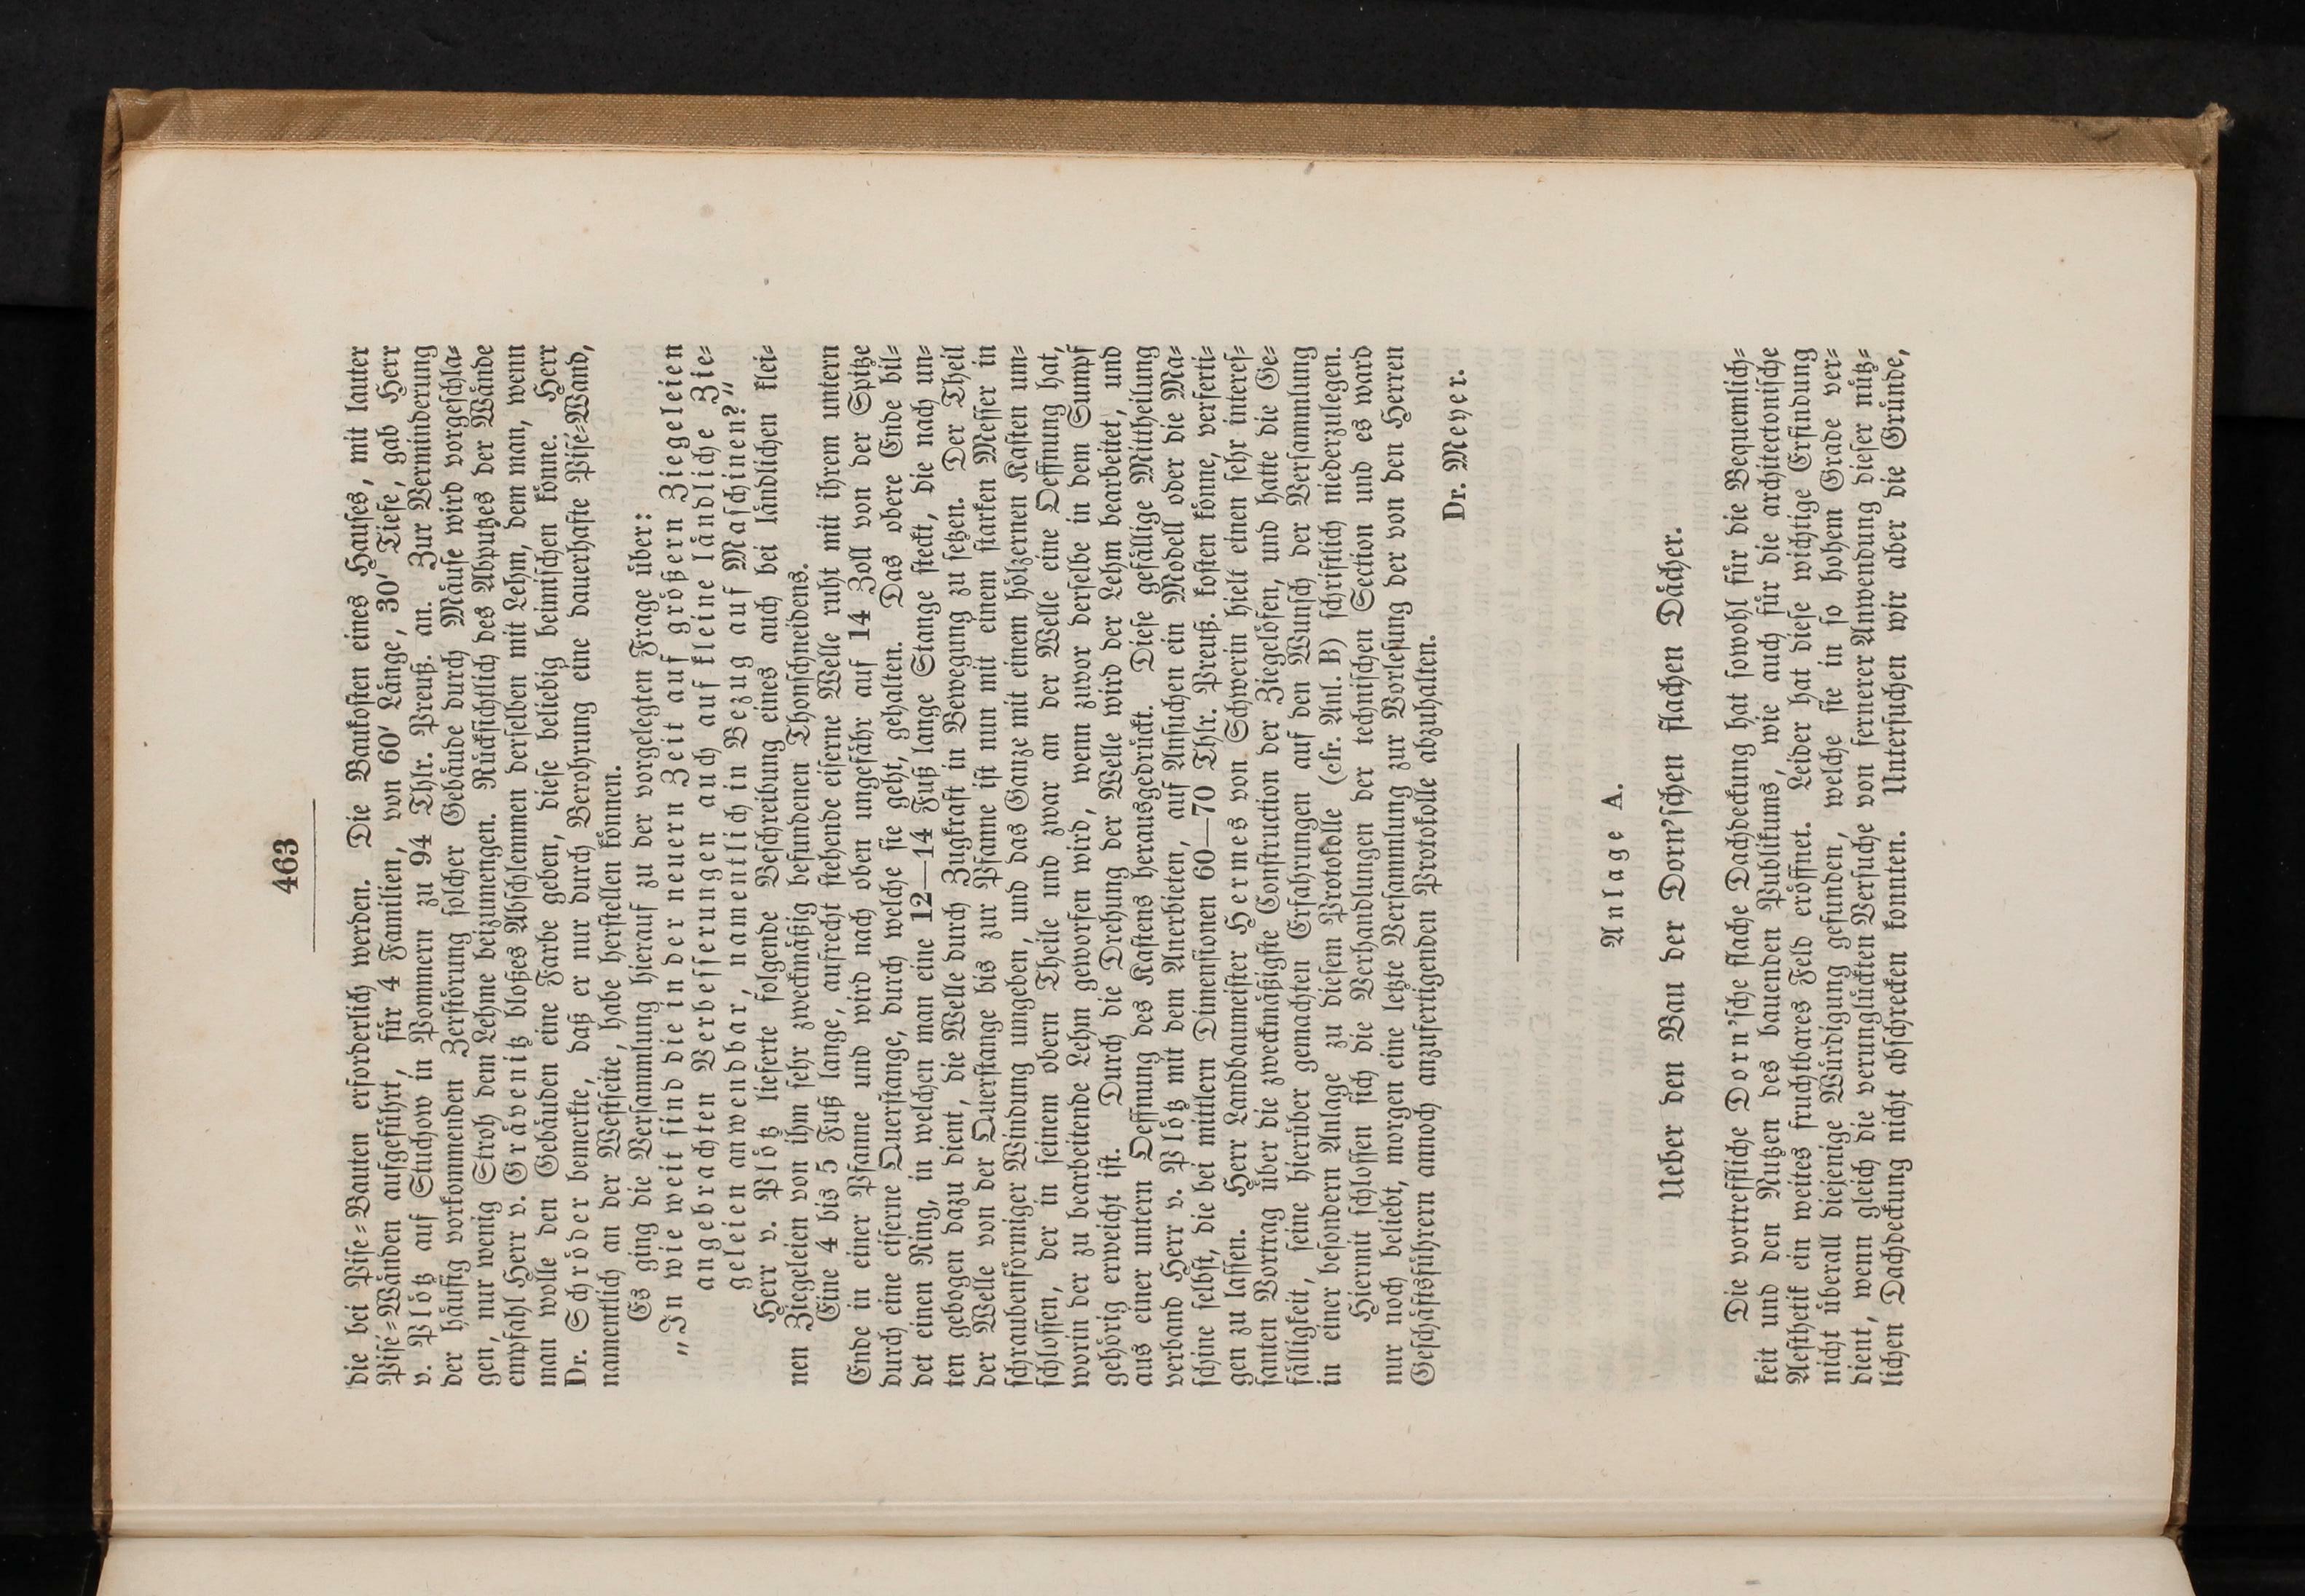 463
die bei Pise-Bauten erforderlich werden. Die Baukosten eines Hauses, mit lauter
Pisé-Wänden aufgeführt, für 4 Familien, von 60′ Länge, 30′ Tiefe, gab Herr
v. Plötz auf Stuchow in Pommern zu 94 Thlr. Preuß. an. Zur Verminderung
der häufig vorkommenden Zerstörung solcher Gebäude durch Mäuse wird vorgeschla-
gen, nur wenig Stroh dem Lehme beizumengen. Rücksichtlich des Abputzes der Wände
empfahl Herr v. Grävenitz bloßes Abschlemmen derselben mit Lehm, dem man, wenn
man wolle den Gebäuden eine Farbe geben, diese beliebig beimischen könne. Herr
Dr. Schröder bemerkte, daß er nur durch Berohrung eine dauerhafte Pisé-Wand,
namentlich an der Westseite, habe herstellen können.
Es ging die Versammlung hierauf zu der vorgelegten Frage über:
„In wie weit sind die in der neuern Zeit auf größern Ziegeleien
angebrachten Verbesserungen auch auf kleine ländliche Zie-
geleien anwendbar, namentlich in Bezug auf Maschinen?„
Herr v. Plötz lieferte folgende Beschreibung eines auch bei ländlichen klei-
nen Ziegeleien von ihm sehr zweckmäßig befundenen Thonschneidens.
Eine 4 bis 5 Fuß lange, aufrecht stehende eiserne Welle ruht mit ihrem untern
Ende in einer Pfanne und wird nach oben ungefähr auf 14 Zoll von der Spitze
durch eine eiserne Querstange, durch welche sie geht, gehalten. Das obere Ende bil-
det einen Ring, in welchen man eine 12—14 Fuß lange Stange steckt, die nach un-
ten gebogen dazu dient, die Welle durch Zugkraft in Bewegung zu setzen. Der Theil
der Welle von der Querstange bis zur Pfanne ist nun mit einem starken Messer in
schraubenförmiger Windung umgeben, und das Ganze mit einem hölzernen Kasten um-
schlossen, der in seinem obern Theile und zwar an der Welle eine Oeffnung hat,
worin der zu bearbeitende Lehm geworfen wird, wenn zuvor derselbe in dem Sumpf
gehörig erweicht ist. Durch die Drehung der Welle wird der Lehm bearbeitet, und
aus einer untern Oeffnung des Kastens herausgedrückt. Diese gefällige Mittheilung
verband Herr v. Plötz mit dem Anerbieten, auf Ansuchen ein Modell oder die Ma-
schine selbst, die bei mittlern Dimensionen 60—70 Thlr. Preuß. kosten könne, verferti-
gen zu lassen. Herr Landbaumeister Hermes von Schwerin hielt einen sehr interes-
santen Vortrag über die zweckmäßigste Construction der Ziegelöfen, und hatte die Ge-
fälligkeit, seine hierüber gemachten Erfahrungen auf den Wunsch der Versammlung
in einer besondern Anlage zu diesem Protokolle (cfr. Anl. B) schriftlich niederzulegen.
Hiermit schlossen sich die Verhandlungen der technischen Section und es ward
nur noch beliebt, morgen eine letzte Versammlung zur Vorlesung der von den Herren
Geschäftsführern annoch anzufertigenden Protokolle abzuhalten.
Dr. Meyer.
Anlage A.
Ueber den Bau der Dorn'schen flachen Dächer.
Die vortreffliche Dorn'sche flache Dachdeckung hat sowohl für die Bequemlich-
keit und den Nutzen des bauenden Publikums, wie auch für die architectonische
Aesthetik ein weites fruchtbares Feld eröffnet. Leider hat diese wichtige Erfindung
nicht überall diejenige Würdigung gefunden, welche sie in so hohem Grade ver-
dient, wenn gleich die verunglückten Versuche von fernerer Anwendung dieser nütz-
lichen Dachdeckung nicht abschrecken konnten. Untersuchen wir aber die Gründe,